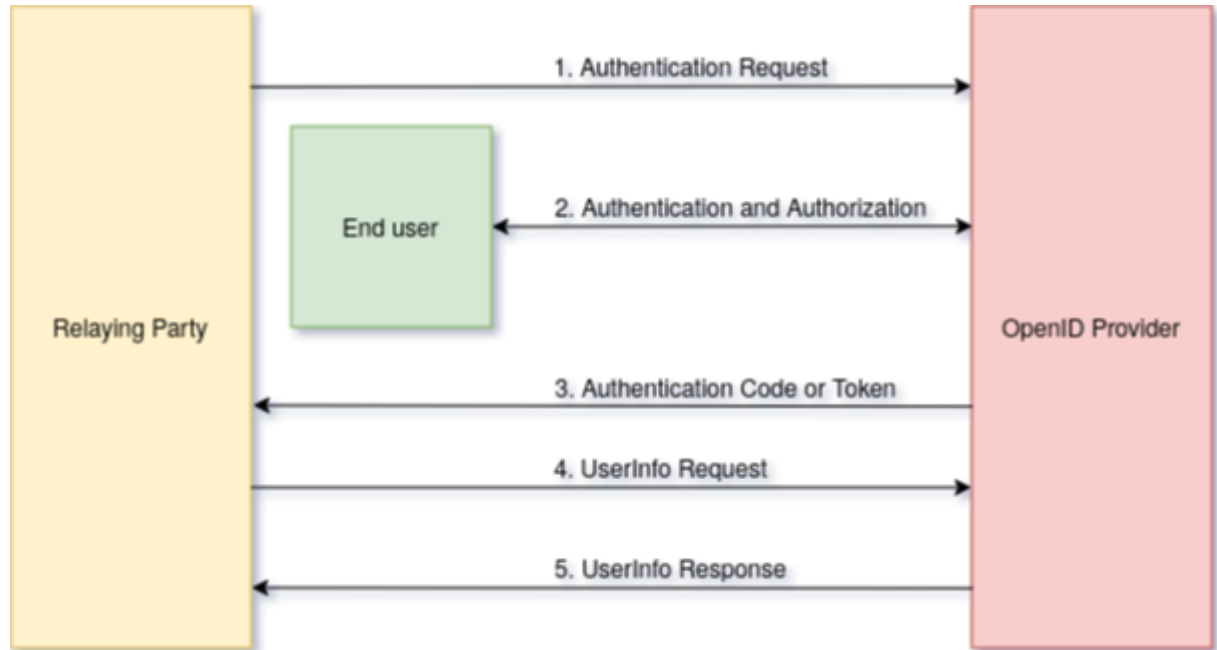 1. Authentication Request
End user
2. Authentication and Authorization
Relaying Party
OpenID Provider
3. Authentication Code or Token
4. UserInfo Request
5. UserInfo Response